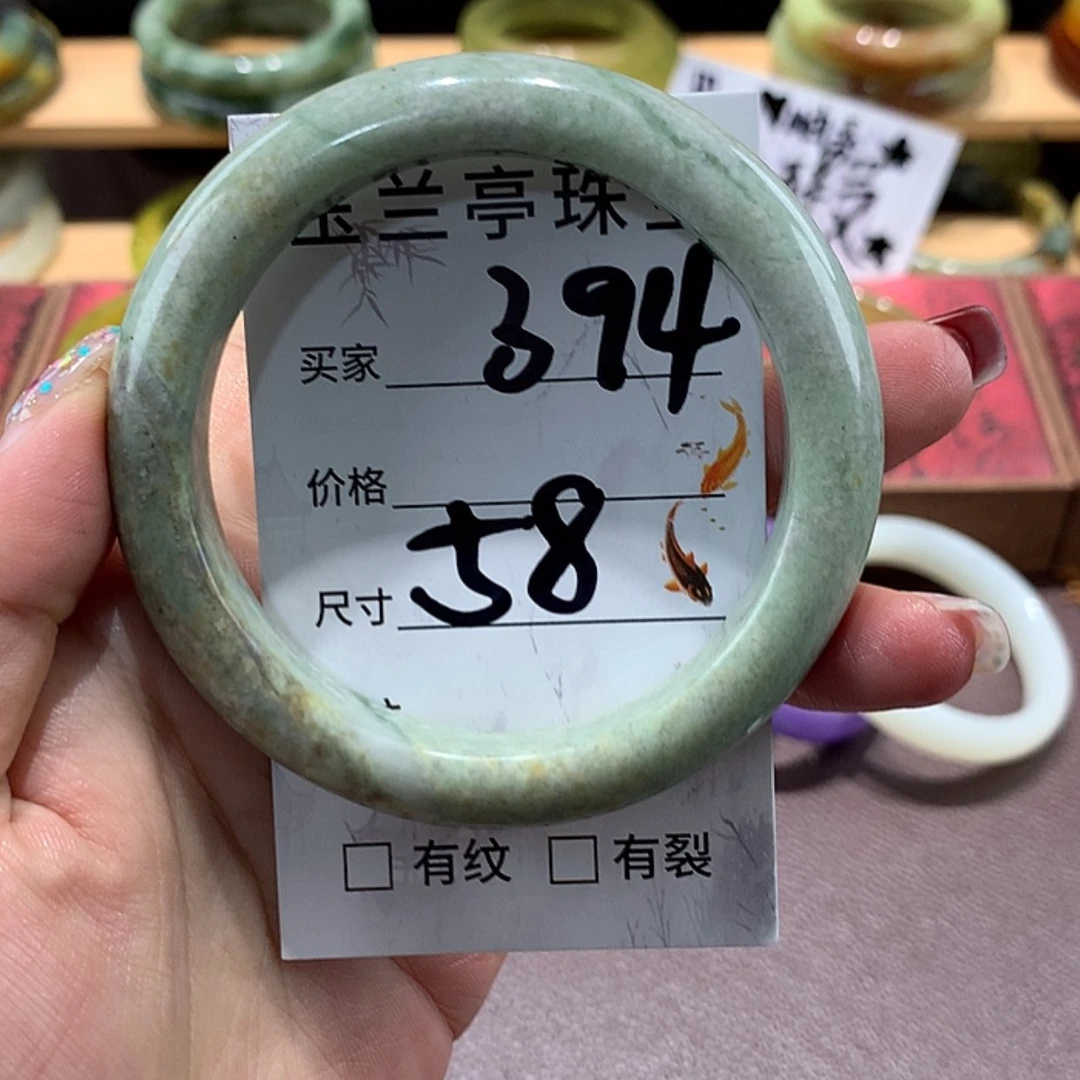 兰亭珠
买家 394
价格
尺寸 58
有纹 有裂